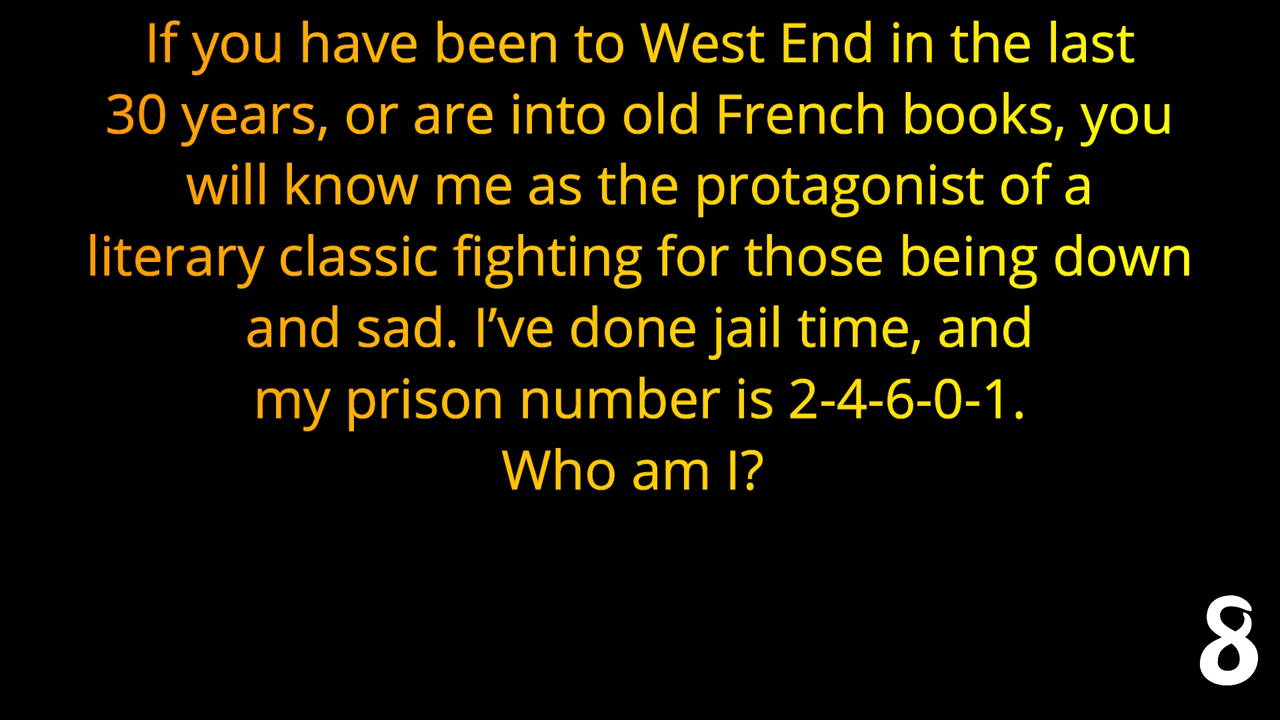 If you have been to West End in the last
30 years, or are into old French books, you
will know me as the protagonist of a
literary classic fighting for those being down
and sad. I’ve done jail time, and
my prison number is 2-4-6-0-1.
Who am I?
8